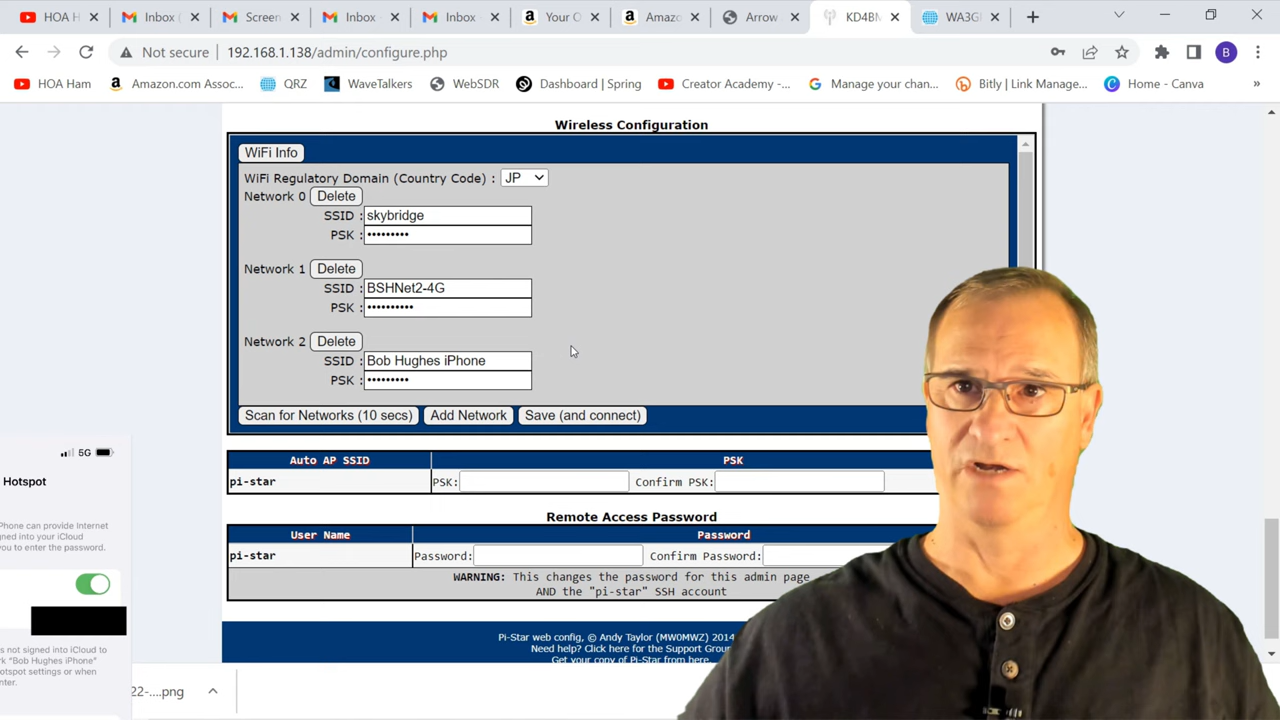 HOA H
Inbox (
Screen
Inbox
Inbox
Your O
Amazo
Arrow
KD4BN
WA3G
Not secure
192.168.1.138/admin/configure.php
B
HOA Ham
Amazon.com Assoc...
QRZ
WaveTalkers
WebSDR
Dashboard | Spring
Creator Academy -...
Manage your chan...
Bitly | Link Manage...
Home - Canva
»
Wireless Configuration
WiFi Info
WiFi Regulatory Domain (Country Code) : JP
Network 0 Delete
SSID : skybridge
PSK : •••••••••
Network 1 Delete
SSID : BSHNet2-4G
PSK : ••••••••••
Network 2 Delete
SSID : Bob Hughes iPhone
PSK : •••••••••
Scan for Networks (10 secs) Add Network Save (and connect)
Auto AP SSID PSK
pi-star PSK: Confirm PSK:
Remote Access Password
User Name Password
pi-star Password: Confirm Password:
WARNING: This changes the password for this admin page
AND the "pi-star" SSH account
Pi-Star web config, © Andy Taylor (MW0MWZ) 2014
Need help? Click here for the Support Grou
Get your copy of Pi-Star from here.
5G
Hotspot
Phone can provide Internet
gned into your iCloud
you to enter the password.
s not signed into iCloud to
rk "Bob Hughes iPhone"
otspot settings or when
nter.
22-....png